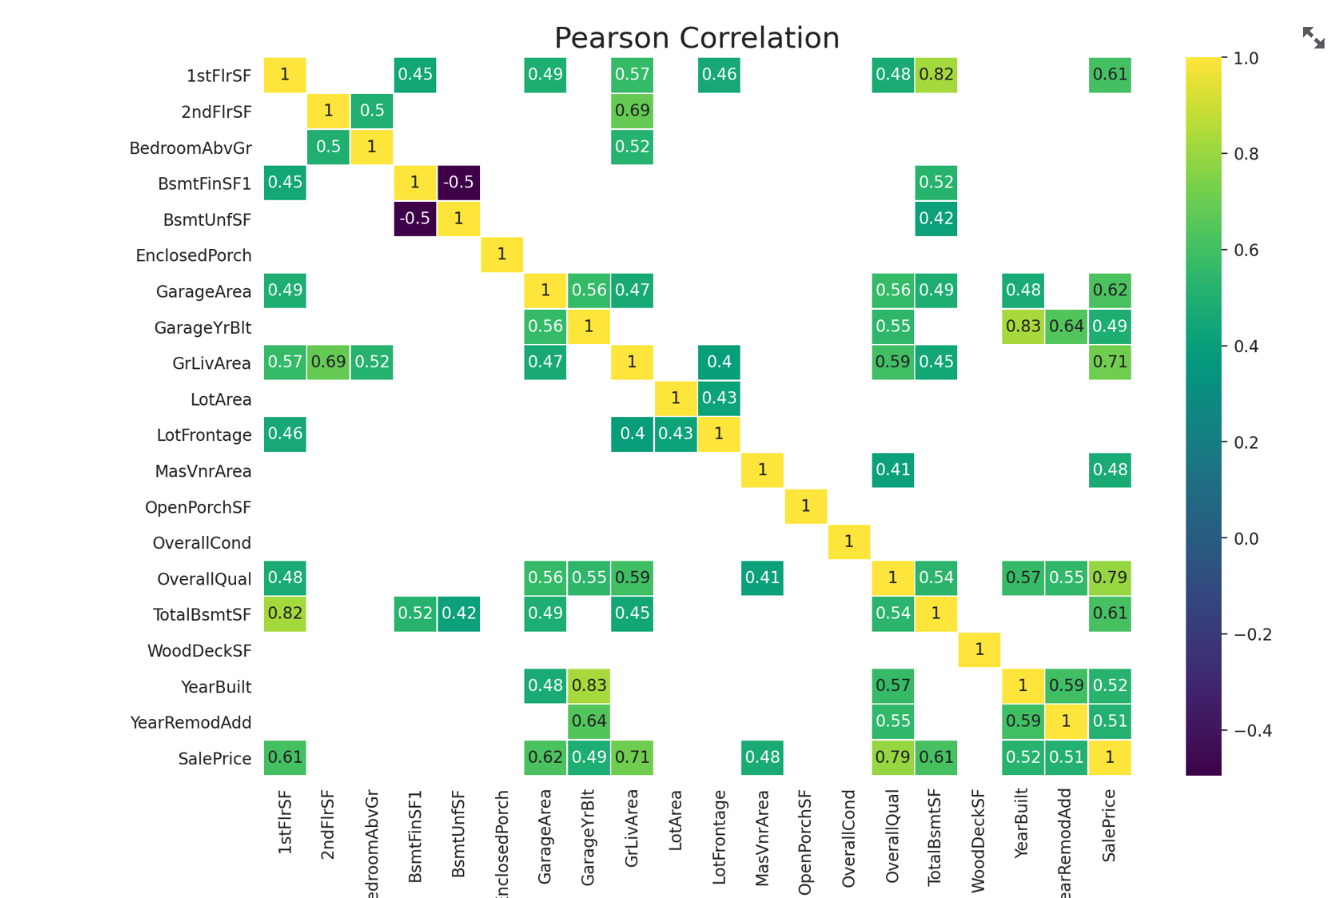 Pearson Correlation
1stFlrSF 1 0.45 0.49 0.57 0.46 0.48 0.82 0.61
2ndFlrSF 1 0.5 0.69
BedroomAbvGr 0.5 1 0.52
BsmtFinSF1 0.45 1 -0.5 0.52
BsmtUnfSF -0.5 1 0.42
EnclosedPorch 1
GarageArea 0.49 1 0.56 0.47 0.56 0.49 0.48 0.62
GarageYrBlt 0.56 1 0.55 0.83 0.64 0.49
GrLivArea 0.57 0.69 0.52 0.47 1 0.4 0.59 0.45 0.71
LotArea 1 0.43
LotFrontage 0.46 0.4 0.43 1
MasVnrArea 1 0.41 0.48
OpenPorchSF 1
OverallCond 1
OverallQual 0.48 0.56 0.55 0.59 0.41 1 0.54 0.57 0.55 0.79
TotalBsmtSF 0.82 0.52 0.42 0.49 0.45 0.54 1 0.61
WoodDeckSF 1
YearBuilt 0.48 0.83 0.57 1 0.59 0.52
YearRemodAdd 0.64 0.55 0.59 1 0.51
SalePrice 0.61 0.62 0.49 0.71 0.48 0.79 0.61 0.52 0.51 1
1stFlrSF
2ndFlrSF
edroomAbvGr
BsmtFinSF1
BsmtUnfSF
nclosedPorch
GarageArea
GarageYrBlt
GrLivArea
LotArea
LotFrontage
MasVnrArea
OpenPorchSF
OverallCond
OverallQual
TotalBsmtSF
WoodDeckSF
YearBuilt
earRemodAdd
SalePrice
1.0
0.8
0.6
0.4
0.2
0.0
−0.2
−0.4